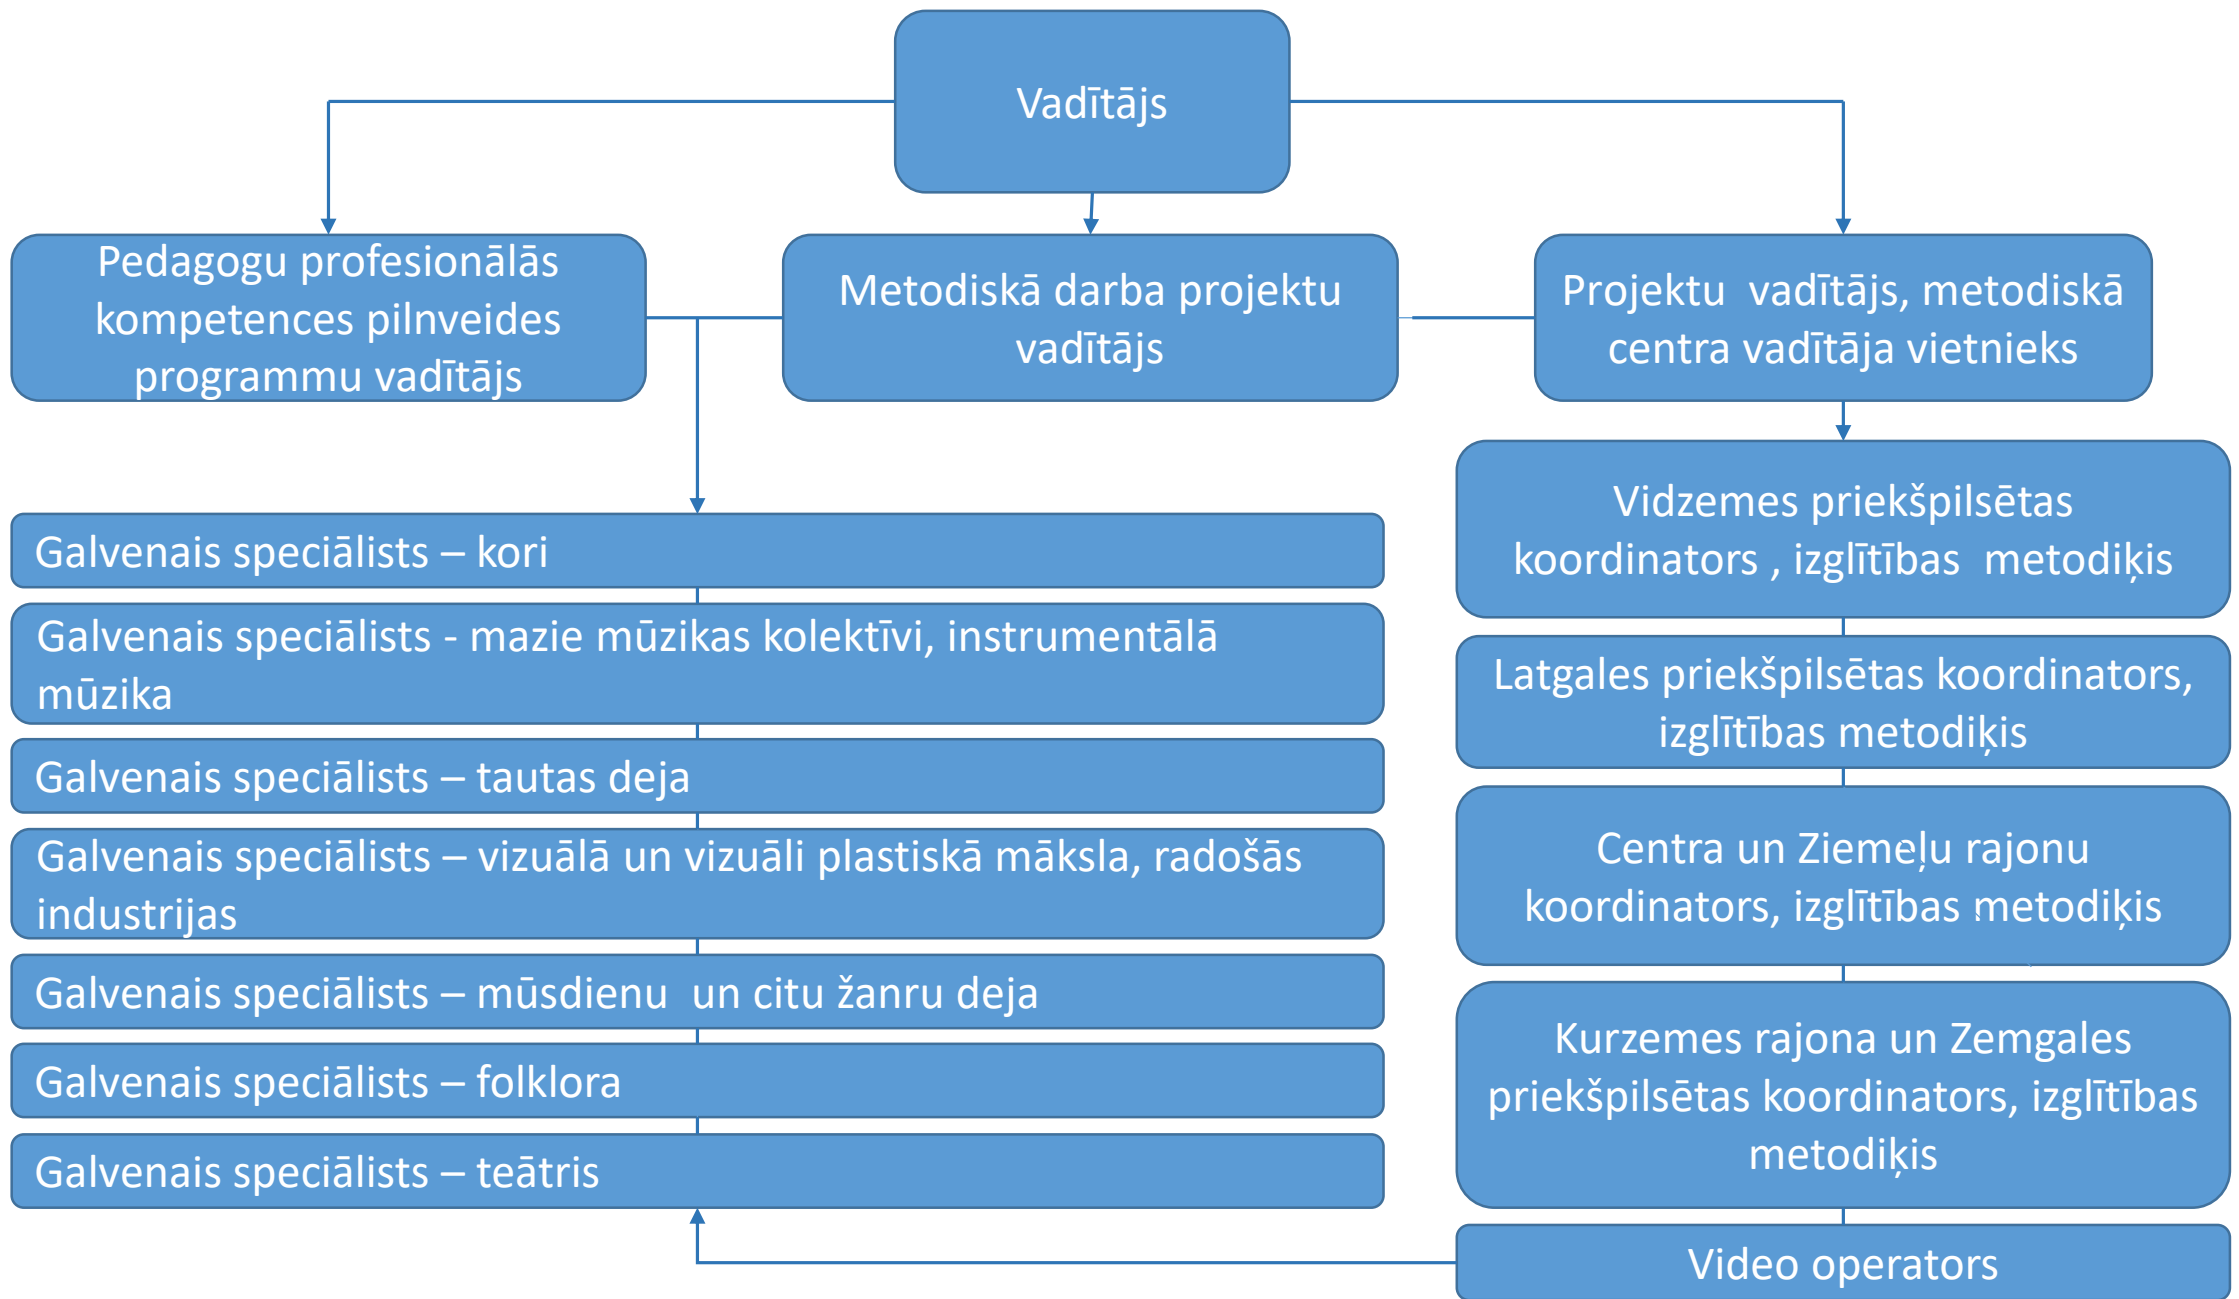 Vadītājs
Pedagogu profesionālās
kompetences pilnveides
programmu vadītājs
Metodiskā darba projektu
vadītājs
Projektu  vadītājs, metodiskā
centra vadītāja vietnieks
Galvenais speciālists – kori
Galvenais speciālists - mazie mūzikas kolektīvi, instrumentālā
mūzika
Galvenais speciālists – tautas deja
Galvenais speciālists – vizuālā un vizuāli plastiskā māksla, radošās
industrijas
Galvenais speciālists – mūsdienu  un citu žanru deja
Galvenais speciālists – folklora
Galvenais speciālists – teātris
Vidzemes priekšpilsētas
koordinators , izglītības  metodiķis
Latgales priekšpilsētas koordinators,
izglītības metodiķis
Centra un Ziemeļu rajonu
koordinators, izglītības metodiķis
Kurzemes rajona un Zemgales
priekšpilsētas koordinators, izglītības
metodiķis
Video operators